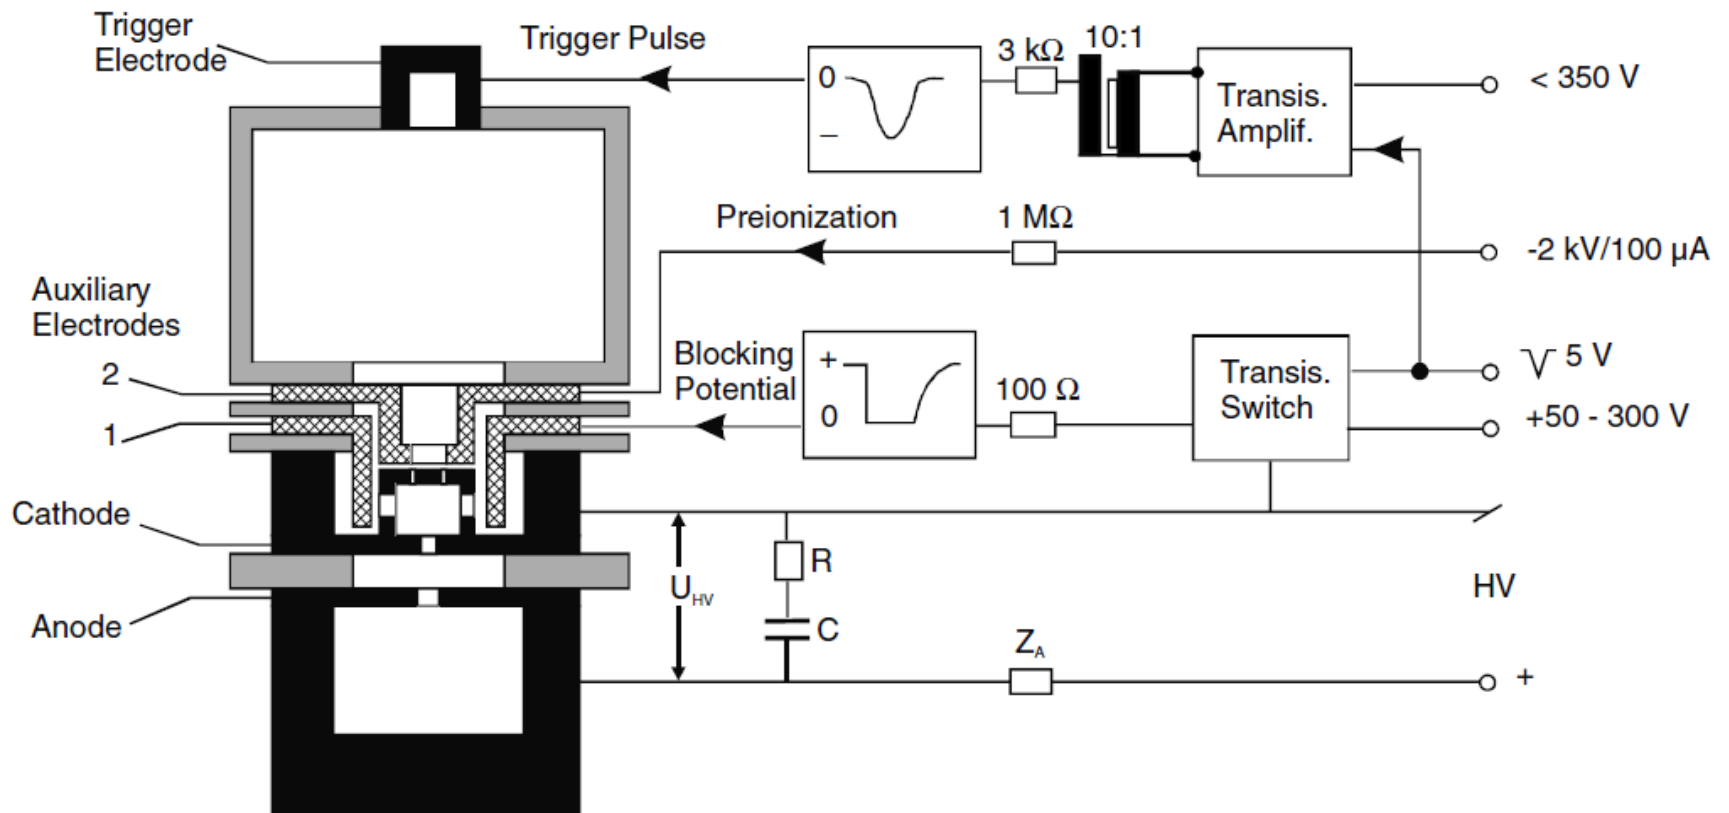 Trigger
Electrode
Trigger Pulse
0
–
3 kΩ
10:1
Transis.
Amplif.
< 350 V
Preionization
1 MΩ
-2 kV/100 µA
Auxiliary
Electrodes
2
1
Blocking
Potential
+
0
100 Ω
Transis.
Switch
5 V
+50 - 300 V
Cathode
Anode
U_HV
R
C
Z_A
HV
+